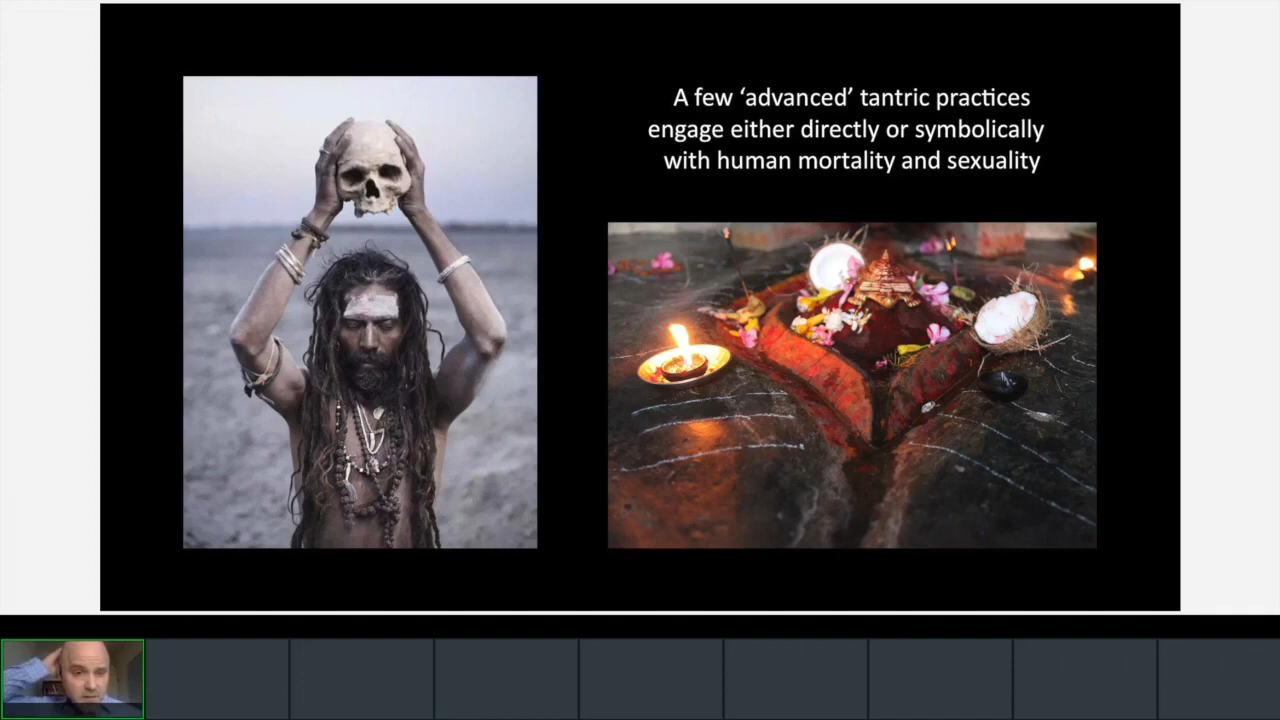 A few ‘advanced’ tantric practices
engage either directly or symbolically
with human mortality and sexuality